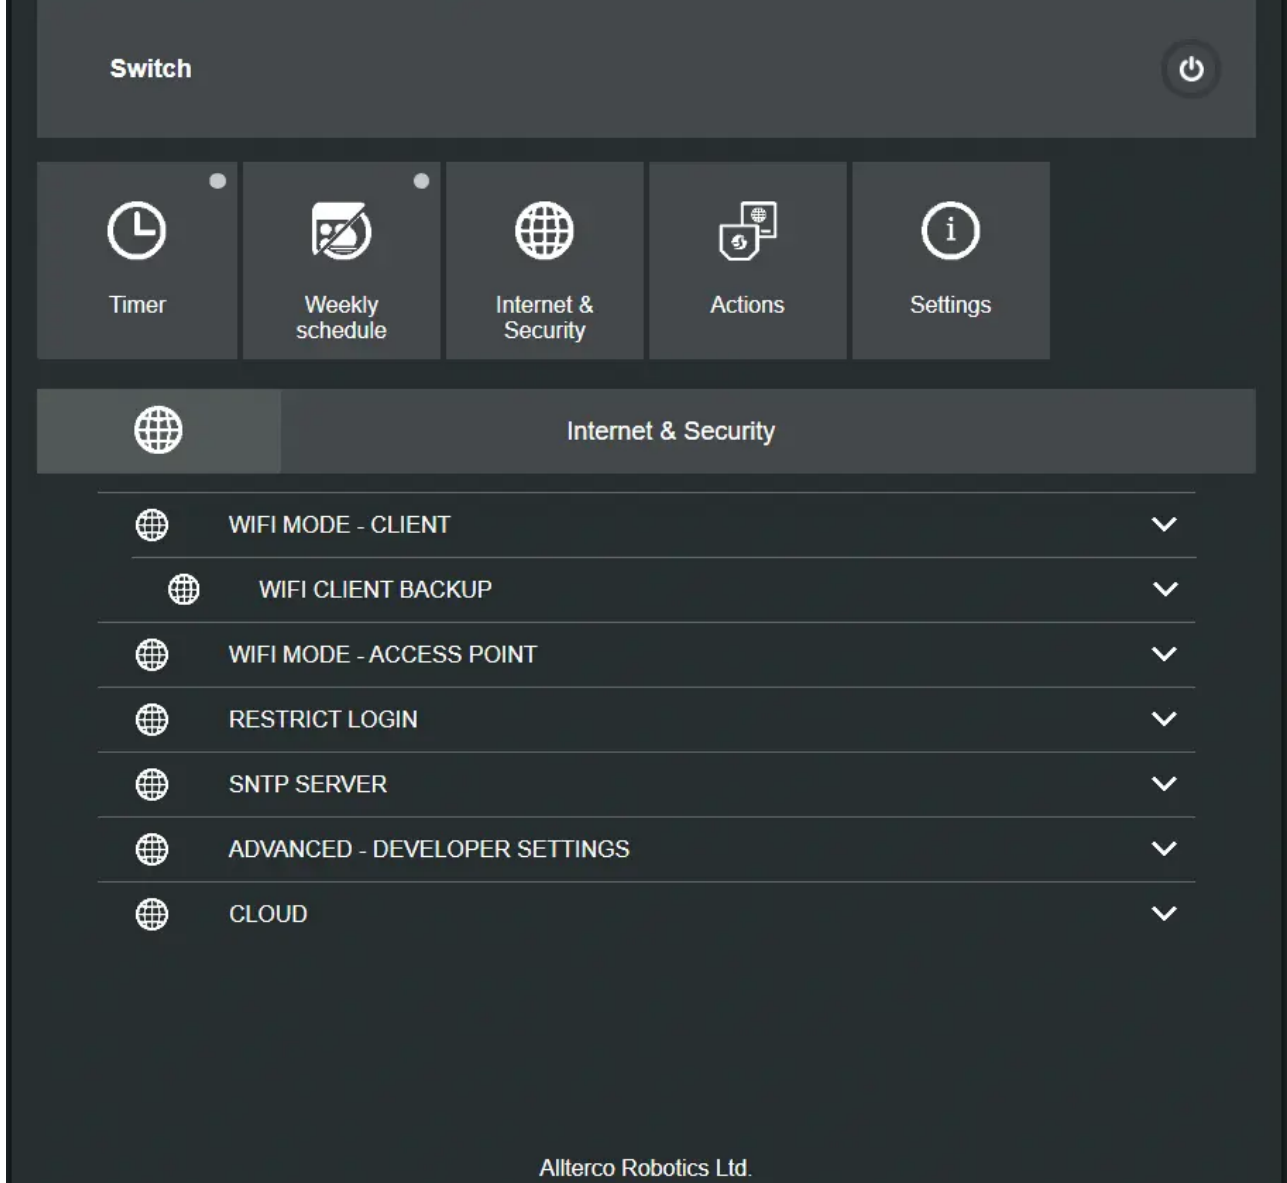 Switch
Timer
Weekly
schedule
Internet &
Security
Actions
i
Settings
Internet & Security
WIFI MODE - CLIENT
WIFI CLIENT BACKUP
WIFI MODE - ACCESS POINT
RESTRICT LOGIN
SNTP SERVER
ADVANCED - DEVELOPER SETTINGS
CLOUD
Allterco Robotics Ltd.